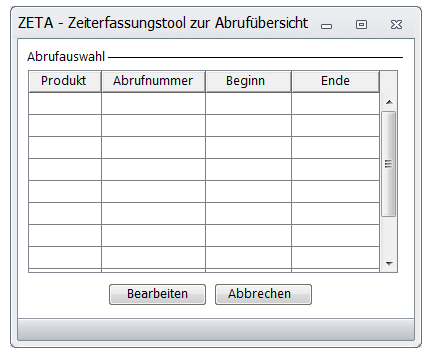 ZETA - Zeiterfassungstool zur Abrufübersicht
Abrufauswahl
Produkt Abrufnummer Beginn Ende
Bearbeiten Abbrechen